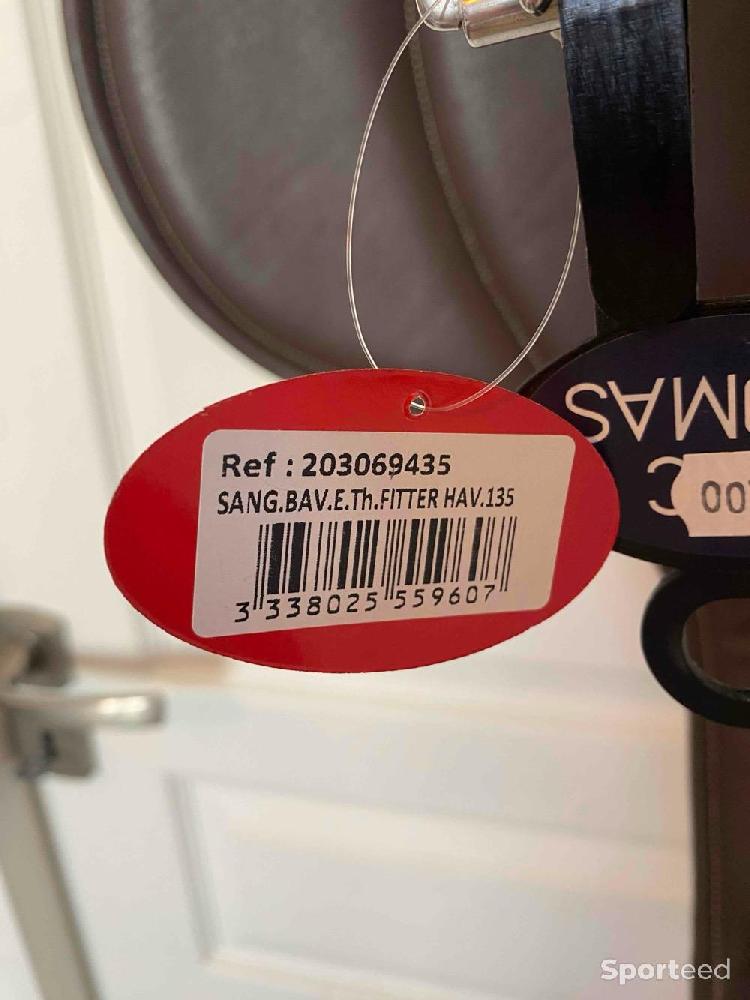 Ref : 203069435
SANG.BAV.E.Th.FITTER HAV.135
3 338025 559607
Sporteed